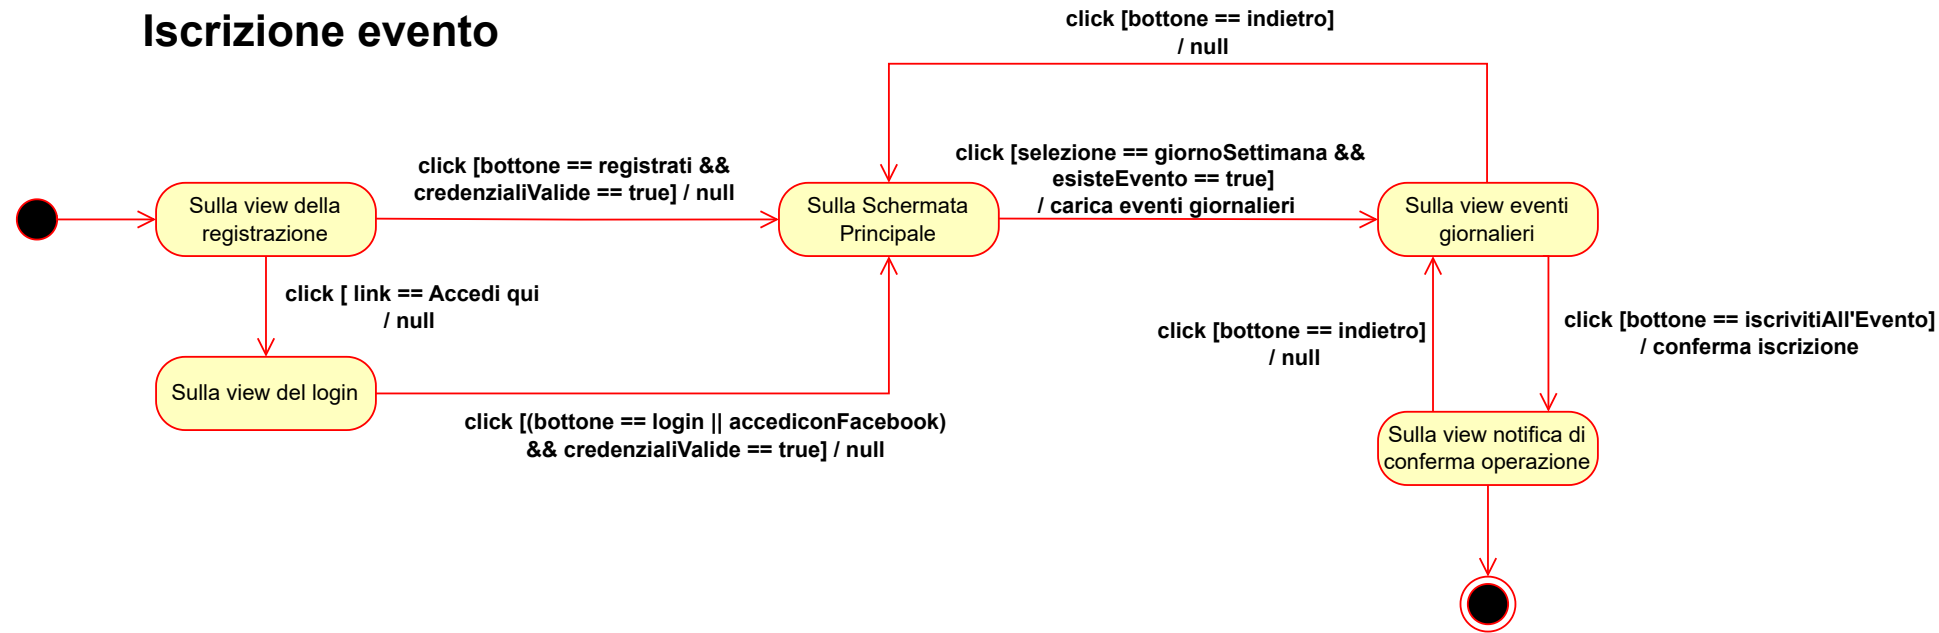 Iscrizione evento
click [bottone == indietro]
/ null
click [bottone == registrati &&
credenzialiValide == true] / null
click [selezione == giornoSettimana &&
esisteEvento == true]
/ carica eventi giornalieri
Sulla view della
registrazione
Sulla Schermata
Principale
Sulla view eventi
giornalieri
click [ link == Accedi qui
/ null
click [bottone == indietro]
/ null
click [bottone == iscrivitiAll'Evento]
/ conferma iscrizione
Sulla view del login
click [(bottone == login || accediconFacebook)
&& credenzialiValide == true] / null
Sulla view notifica di
conferma operazione